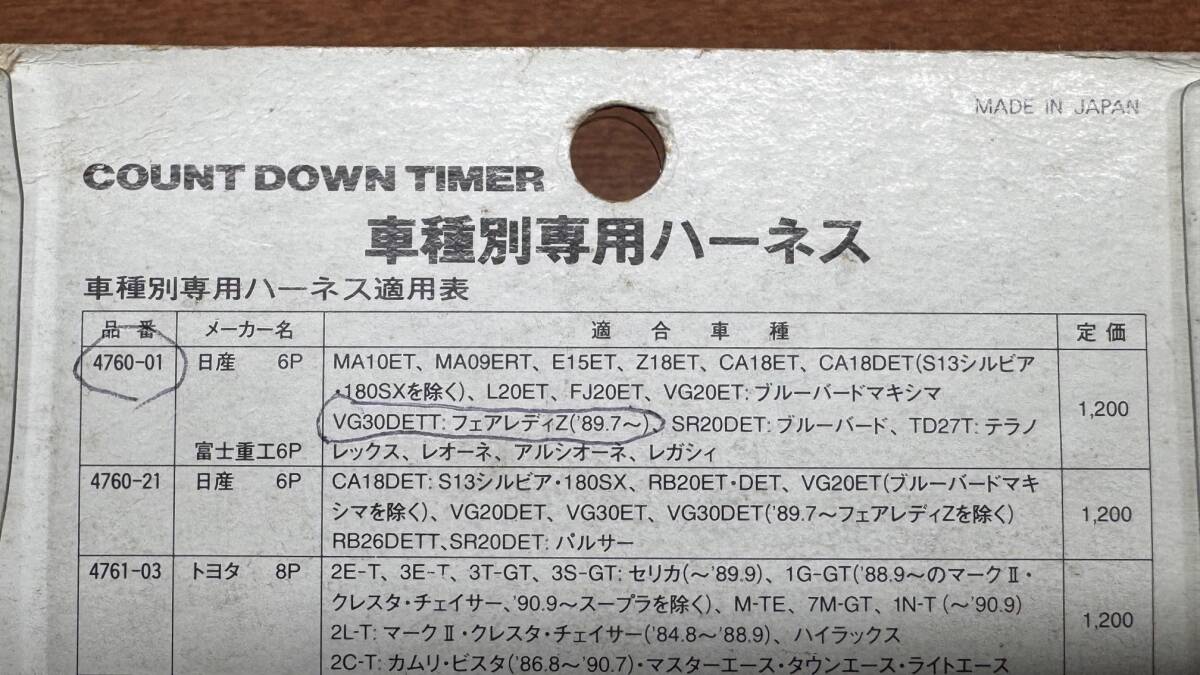 MADE IN JAPAN
COUNT DOWN TIMER
車種別専用ハーネス
車種別専用ハーネス適用表
品番 メーカー名 適合車種 定価
4760-01 日産 6P MA10ET、MA09ERT、E15ET、Z18ET、CA18ET、CA18DET(S13シルビア
・180SXを除く)、L20ET、FJ20ET、VG20ET: ブルーバードマキシマ
VG30DETT: フェアレディZ('89.7〜)、SR20DET: ブルーバード、TD27T: テラノ
1,200
富士重工6P レックス、レオーネ、アルシオーネ、レガシィ
4760-21 日産 6P CA18DET: S13シルビア・180SX、RB20ET・DET、VG20ET(ブルーバードマキ
シマを除く)、VG20DET、VG30ET、VG30DET('89.7〜フェアレディZを除く) 1,200
RB26DETT、SR20DET: パルサー
4761-03 トヨタ 8P 2E-T、3E-T、3T-GT、3S-GT: セリカ(〜'89.9)、1G-GT('88.9〜のマークⅡ・
クレスタ・チェイサー、'90.9〜スープラを除く)、M-TE、7M-GT、1N-T(〜'90.9)
1,200
2L-T: マークⅡ・クレスタ・チェイサー('84.8〜'88.9)、ハイラックス
2C-T: カムリ・ビスタ('86.8〜'90.7)・マスターエース・タウンエース・ライトエース